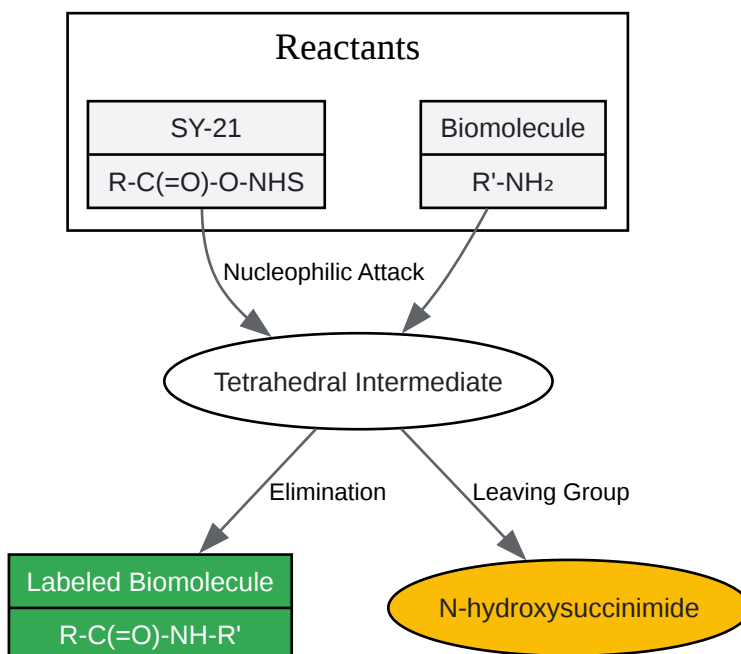 Reactants
SY-21
R-C(=O)-O-NHS
Biomolecule
R'-NH₂
Nucleophilic Attack
Tetrahedral Intermediate
Elimination
Leaving Group
Labeled Biomolecule
R-C(=O)-NH-R'
N-hydroxysuccinimide